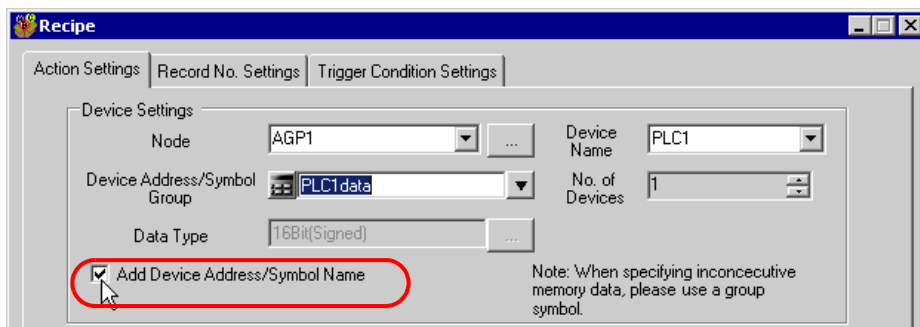 Recipe
Action Settings Record No. Settings Trigger Condition Settings
Device Settings
Node AGP1 ... Device Name PLC1
Device Address/Symbol Group PLC1data No. of Devices 1
Data Type 16Bit(Signed) ...
Add Device Address/Symbol Name
Note: When specifying inconcecutive
memory data, please use a group
symbol.